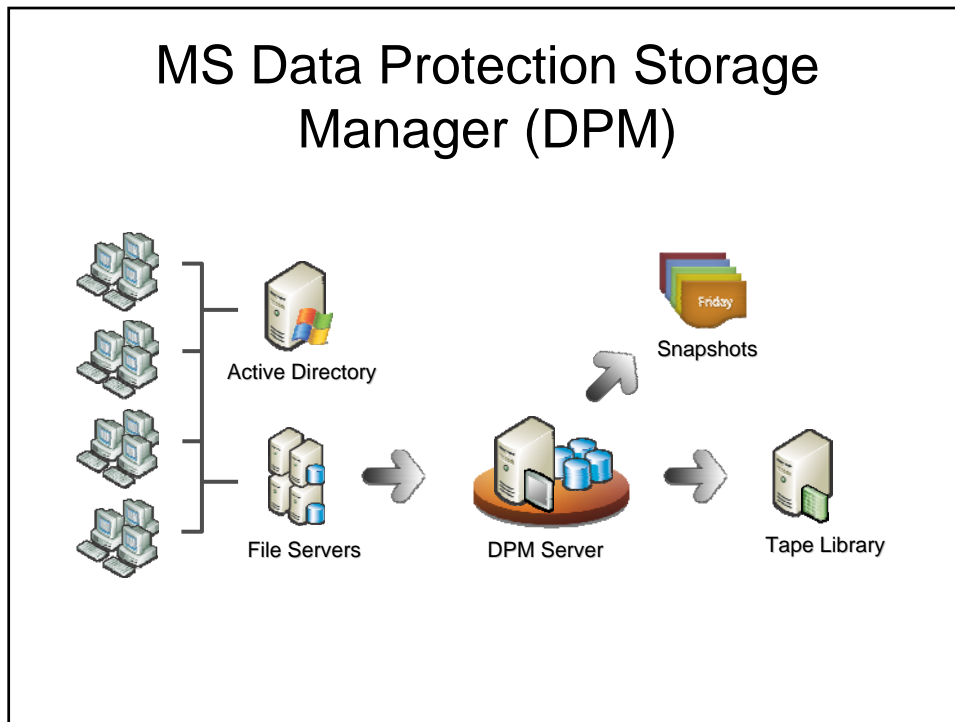 MS Data Protection Storage
Manager (DPM)
Friday
Snapshots
Active Directory
File Servers
DPM Server
Tape Library